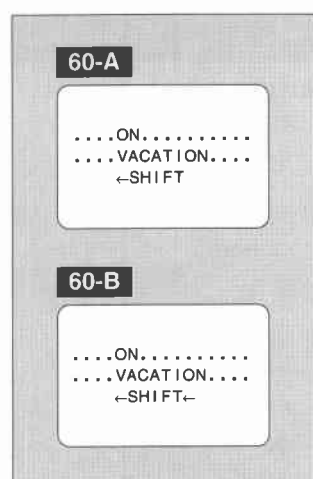 60-A
....ON..........
....VACATION....
←SHIFT
60-B
....ON..........
....VACATION....
←SHIFT←